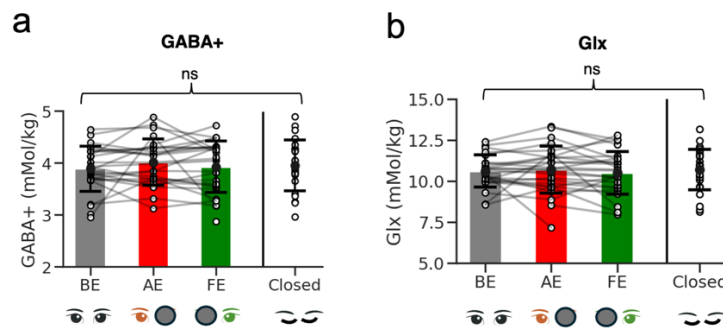 a
GABA+
ns
GABA+ (mMol/kg)
5
4
3
2
BE AE FE Closed
b
Glx
ns
Glx (mMol/kg)
15.0
12.5
10.0
7.5
5.0
BE AE FE Closed